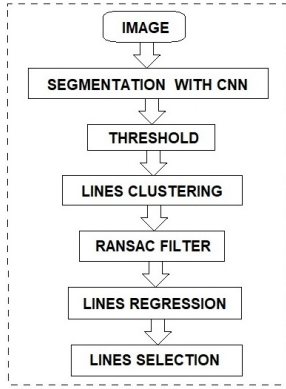 IMAGE
SEGMENTATION WITH CNN
THRESHOLD
LINES CLUSTERING
RANSAC FILTER
LINES REGRESSION
LINES SELECTION